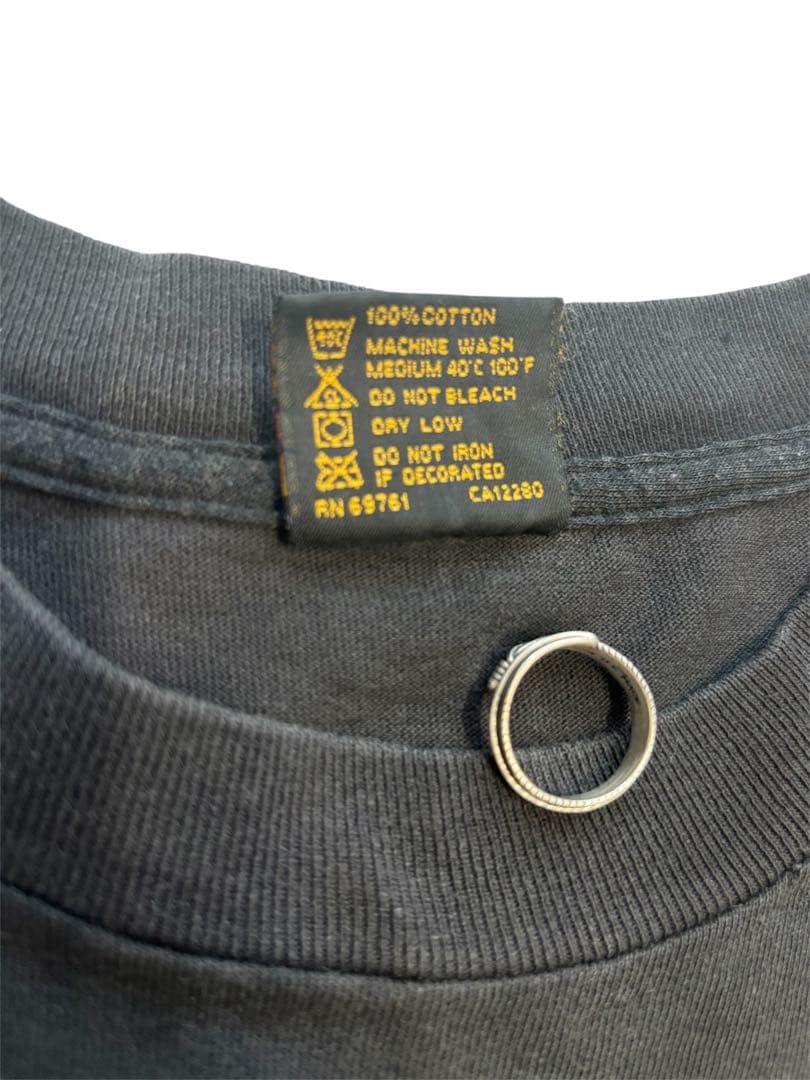 40°C
100% COTTON
MACHINE WASH
MEDIUM 40°C 100°F
DO NOT BLEACH
DRY LOW
DO NOT IRON
IF DECORATED
RN 69761 CA12280